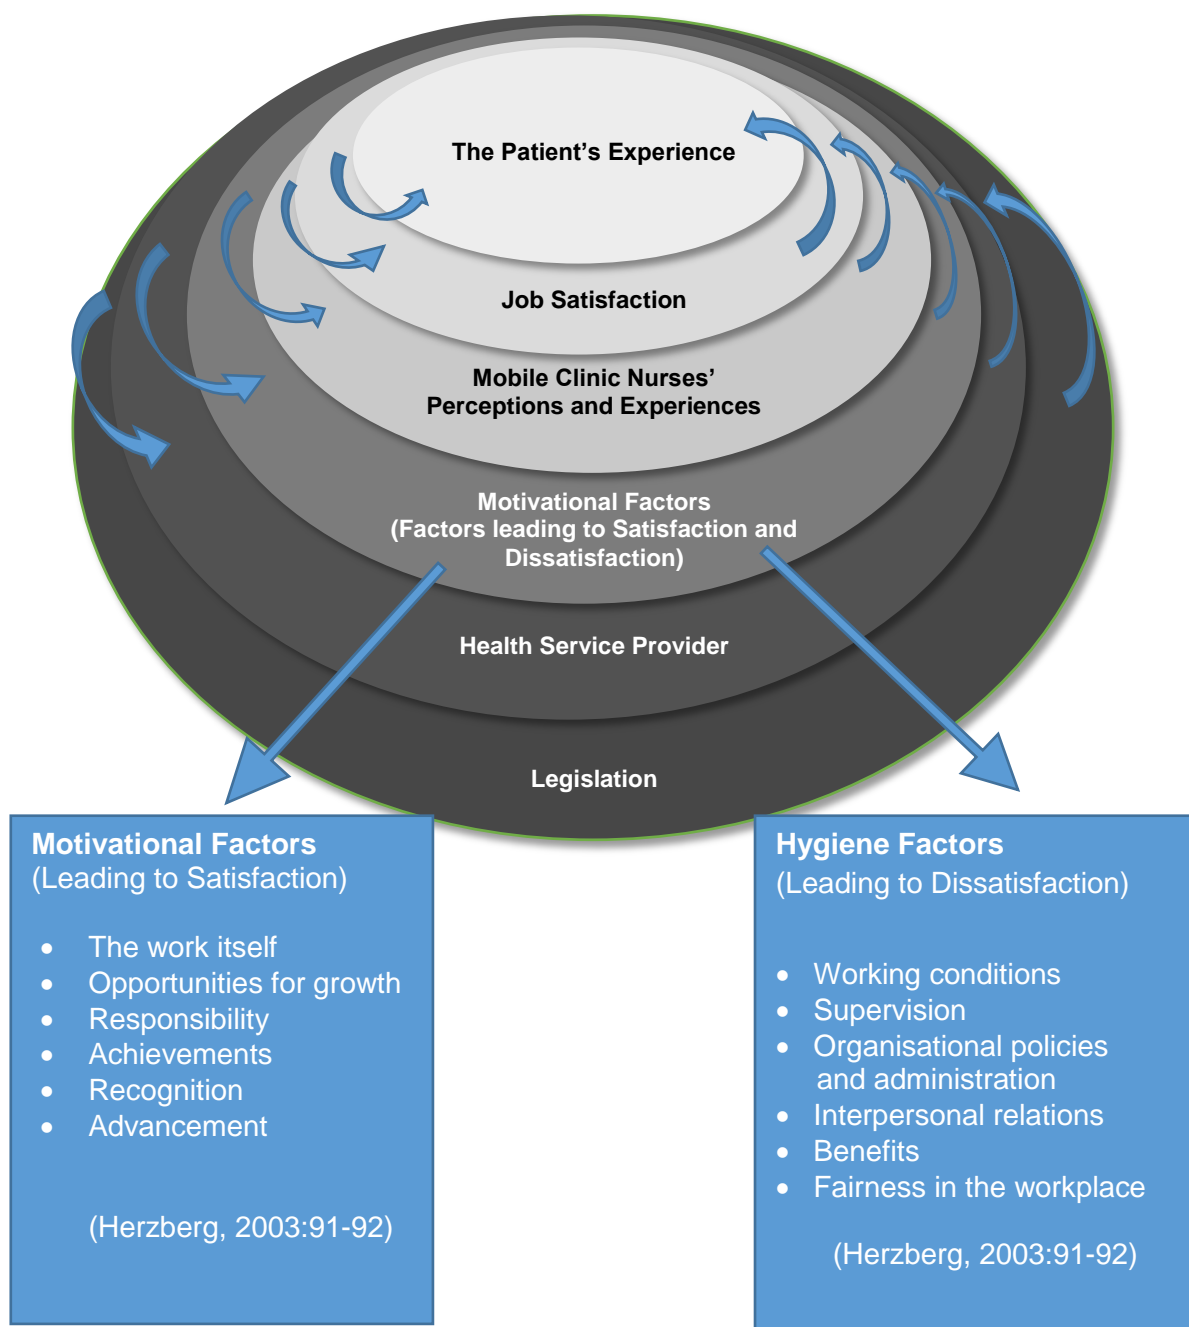 The Patient’s Experience
Job Satisfaction
Mobile Clinic Nurses’
Perceptions and Experiences
Motivational Factors
(Factors leading to Satisfaction and
Dissatisfaction)
Health Service Provider
Legislation
Motivational Factors
(Leading to Satisfaction)
• The work itself
• Opportunities for growth
• Responsibility
• Achievements
• Recognition
• Advancement
(Herzberg, 2003:91-92)
Hygiene Factors
(Leading to Dissatisfaction)
• Working conditions
• Supervision
• Organisational policies
and administration
• Interpersonal relations
• Benefits
• Fairness in the workplace
(Herzberg, 2003:91-92)